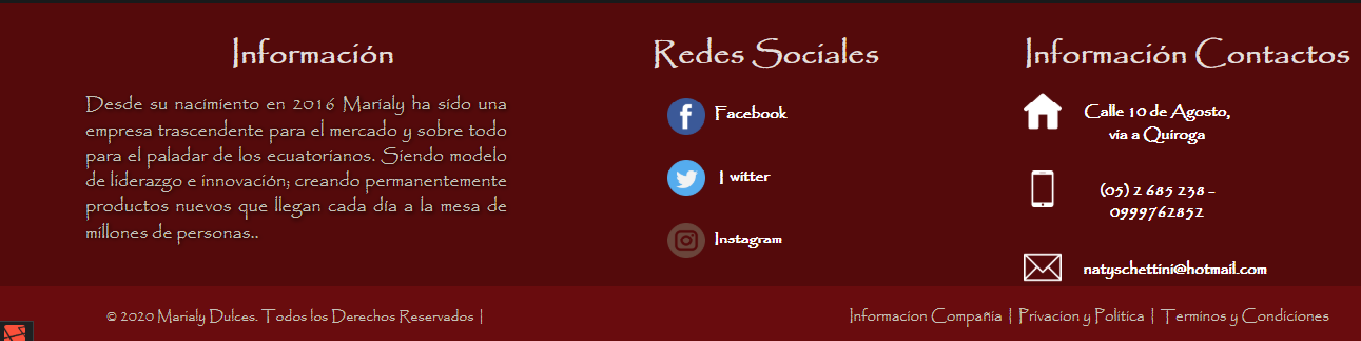 Información
Desde su nacimiento en 2016 Marialy ha sido una
empresa trascendente para el mercado y sobre todo
para el paladar de los ecuatorianos. Siendo modelo
de liderazgo e innovación; creando permanentemente
productos nuevos que llegan cada día a la mesa de
millones de personas..
Redes Sociales
Facebook
Twitter
Instagram
Información Contactos
Calle 10 de Agosto,
via a Quiroga
(05) 2 685 238 -
0999762852
natyschettini@hotmail.com
© 2020 Marialy Dulces. Todos los Derechos Reservados |
Informacion Compañia | Privacion y Politica | Terminos y Condiciones